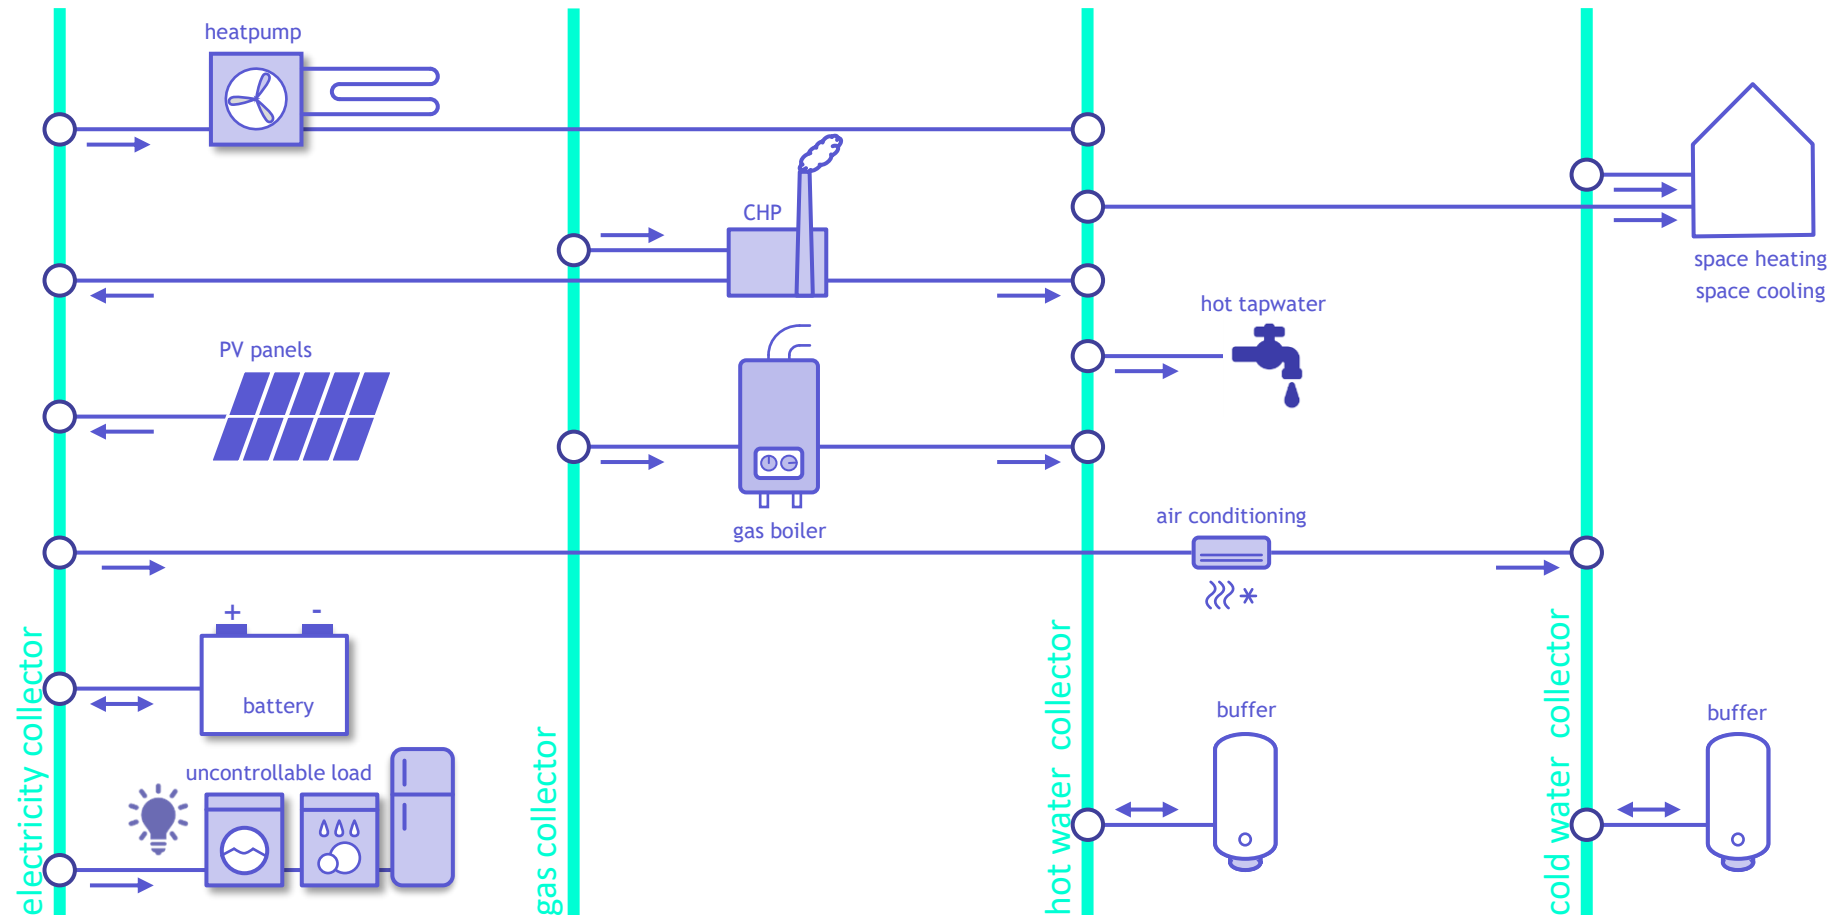 heatpump
CHP
space heating
space cooling
hot tapwater
PV panels
gas boiler
air conditioning
+ -
battery
buffer
buffer
uncontrollable load
electricity collector
gas collector
hot water collector
cold water collector